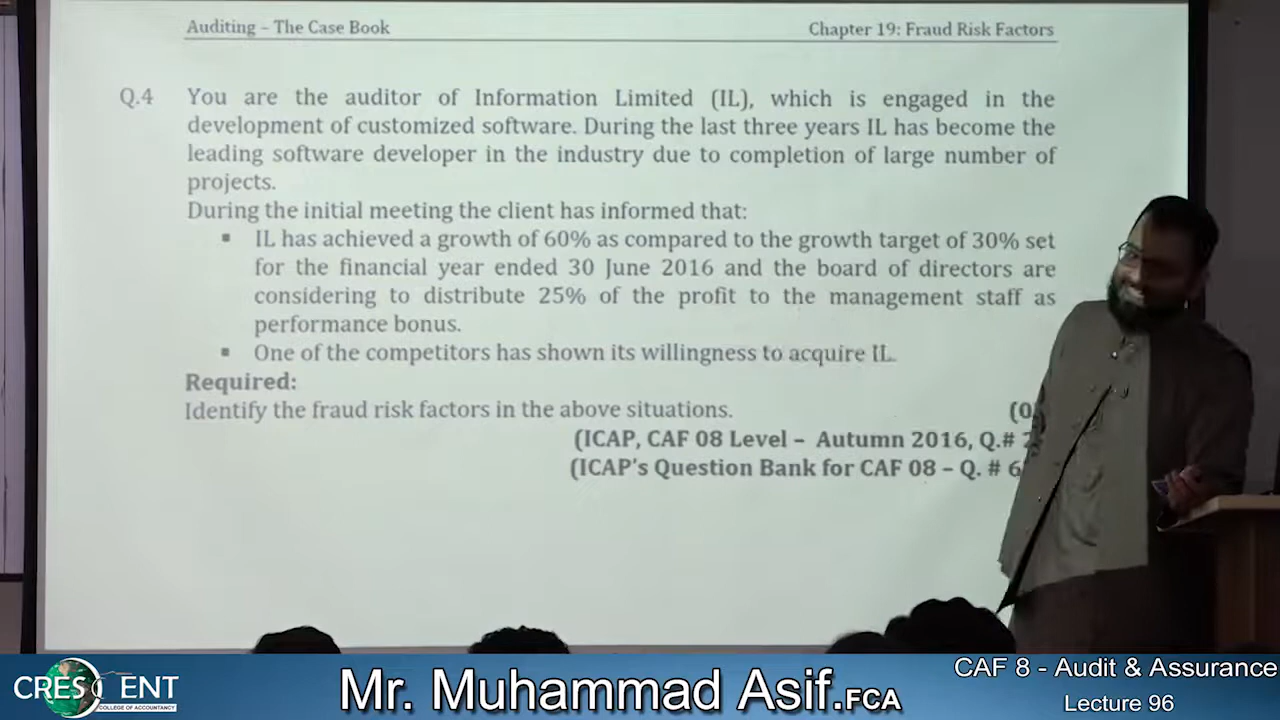 Auditing – The Case Book
Chapter 19: Fraud Risk Factors
Q.4 You are the auditor of Information Limited (IL), which is engaged in the
development of customized software. During the last three years IL has become the
leading software developer in the industry due to completion of large number of
projects.
During the initial meeting the client has informed that:
▪ IL has achieved a growth of 60% as compared to the growth target of 30% set
for the financial year ended 30 June 2016 and the board of directors are
considering to distribute 25% of the profit to the management staff as
performance bonus.
▪ One of the competitors has shown its willingness to acquire IL.
Required:
Identify the fraud risk factors in the above situations.
(ICAP, CAF 08 Level – Autumn 2016, Q.#
(ICAP's Question Bank for CAF 08 – Q. # 6
CRESCENT
COLLEGE OF ACCOUNTANCY
Mr. Muhammad Asif.FCA
CAF 8 - Audit & Assurance
Lecture 96